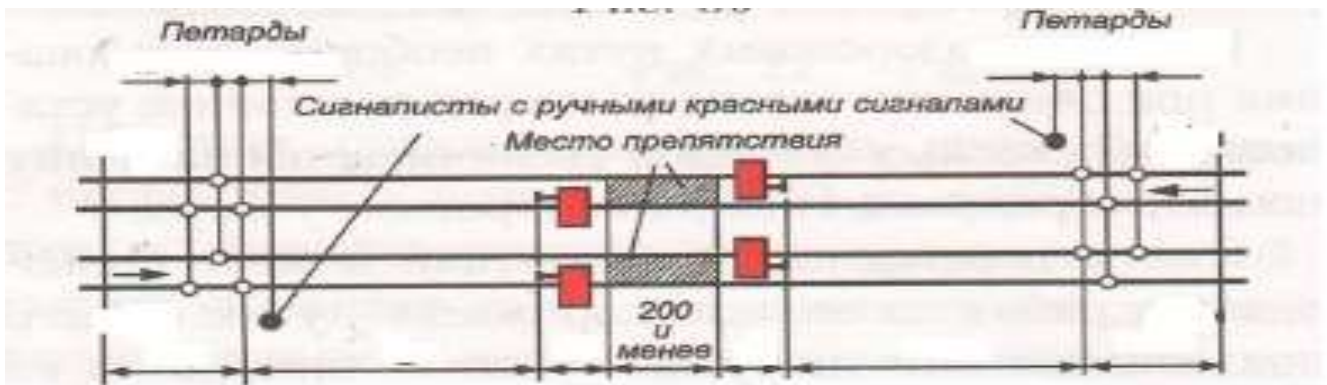 Петарды
Петарды
Сигналисты с ручными красными сигналами
Место препятствия
200
и
менее